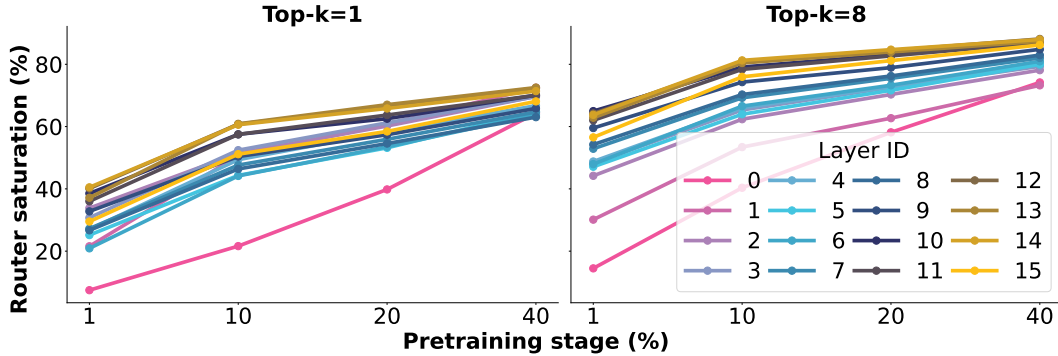 Top-k=1
Top-k=8
Router saturation (%)
80
60
40
20
Layer ID
0 4 8 12
1 5 9 13
2 6 10 14
3 7 11 15
1 10 20 40
1 10 20 40
Pretraining stage (%)